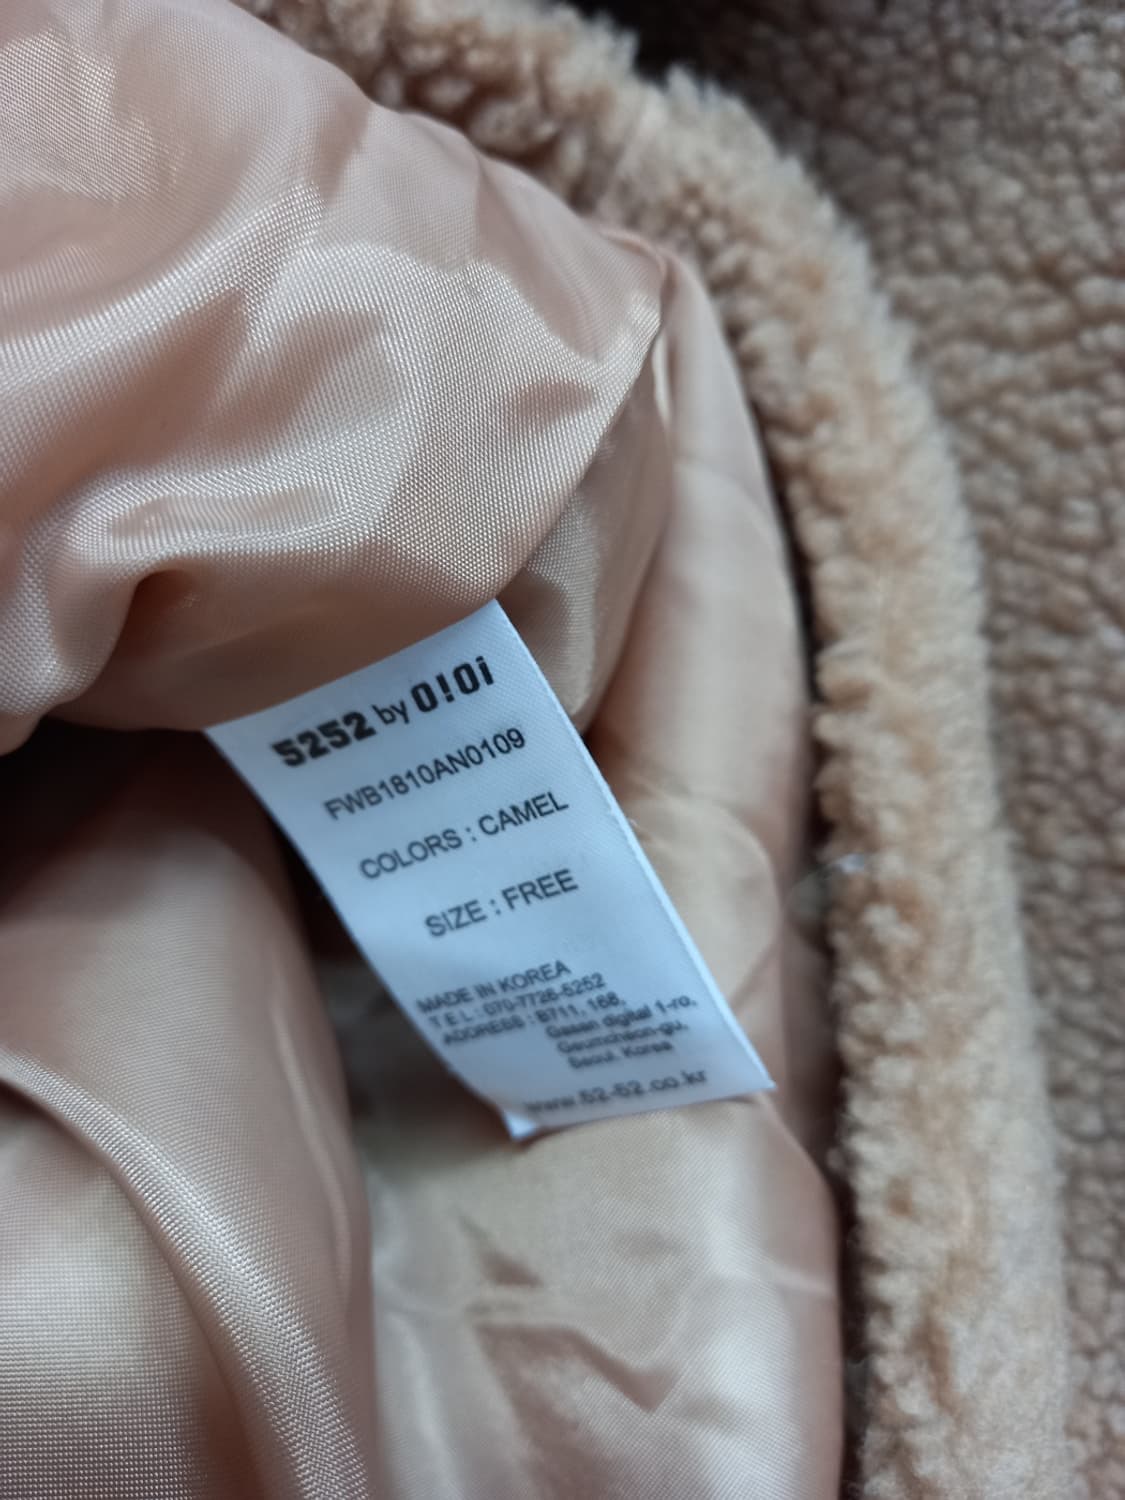 5252 by O!Oi
FWB1810AN0109
COLORS : CAMEL
SIZE : FREE
MADE IN KOREA
TEL : 070-7726-5252
ADDRESS : B711, 168,
Gasan digital 1-ro,
Geumcheon-gu,
Seoul, Korea
www.52-52.co.kr